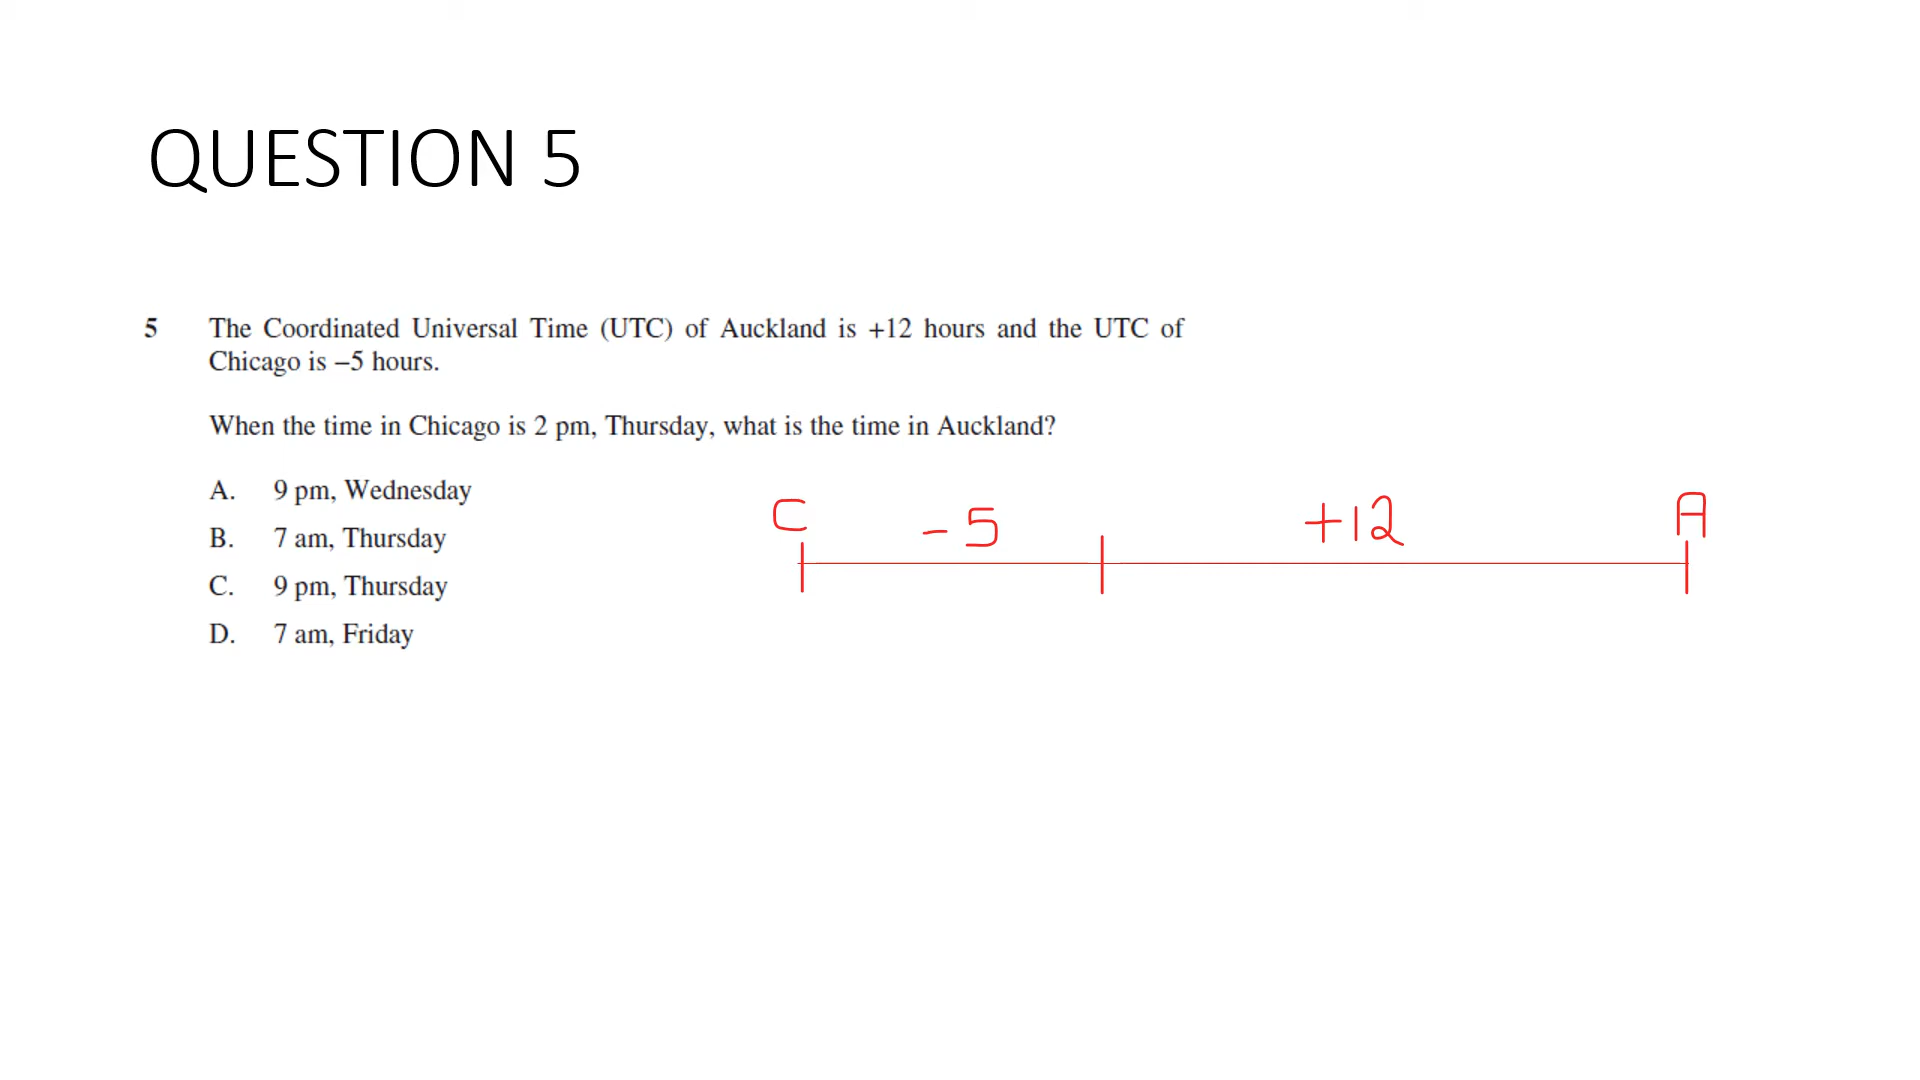 QUESTION 5
5 The Coordinated Universal Time (UTC) of Auckland is +12 hours and the UTC of
Chicago is –5 hours.
When the time in Chicago is 2 pm, Thursday, what is the time in Auckland?
A. 9 pm, Wednesday
B. 7 am, Thursday
C. 9 pm, Thursday
D. 7 am, Friday
C -5 +12 A